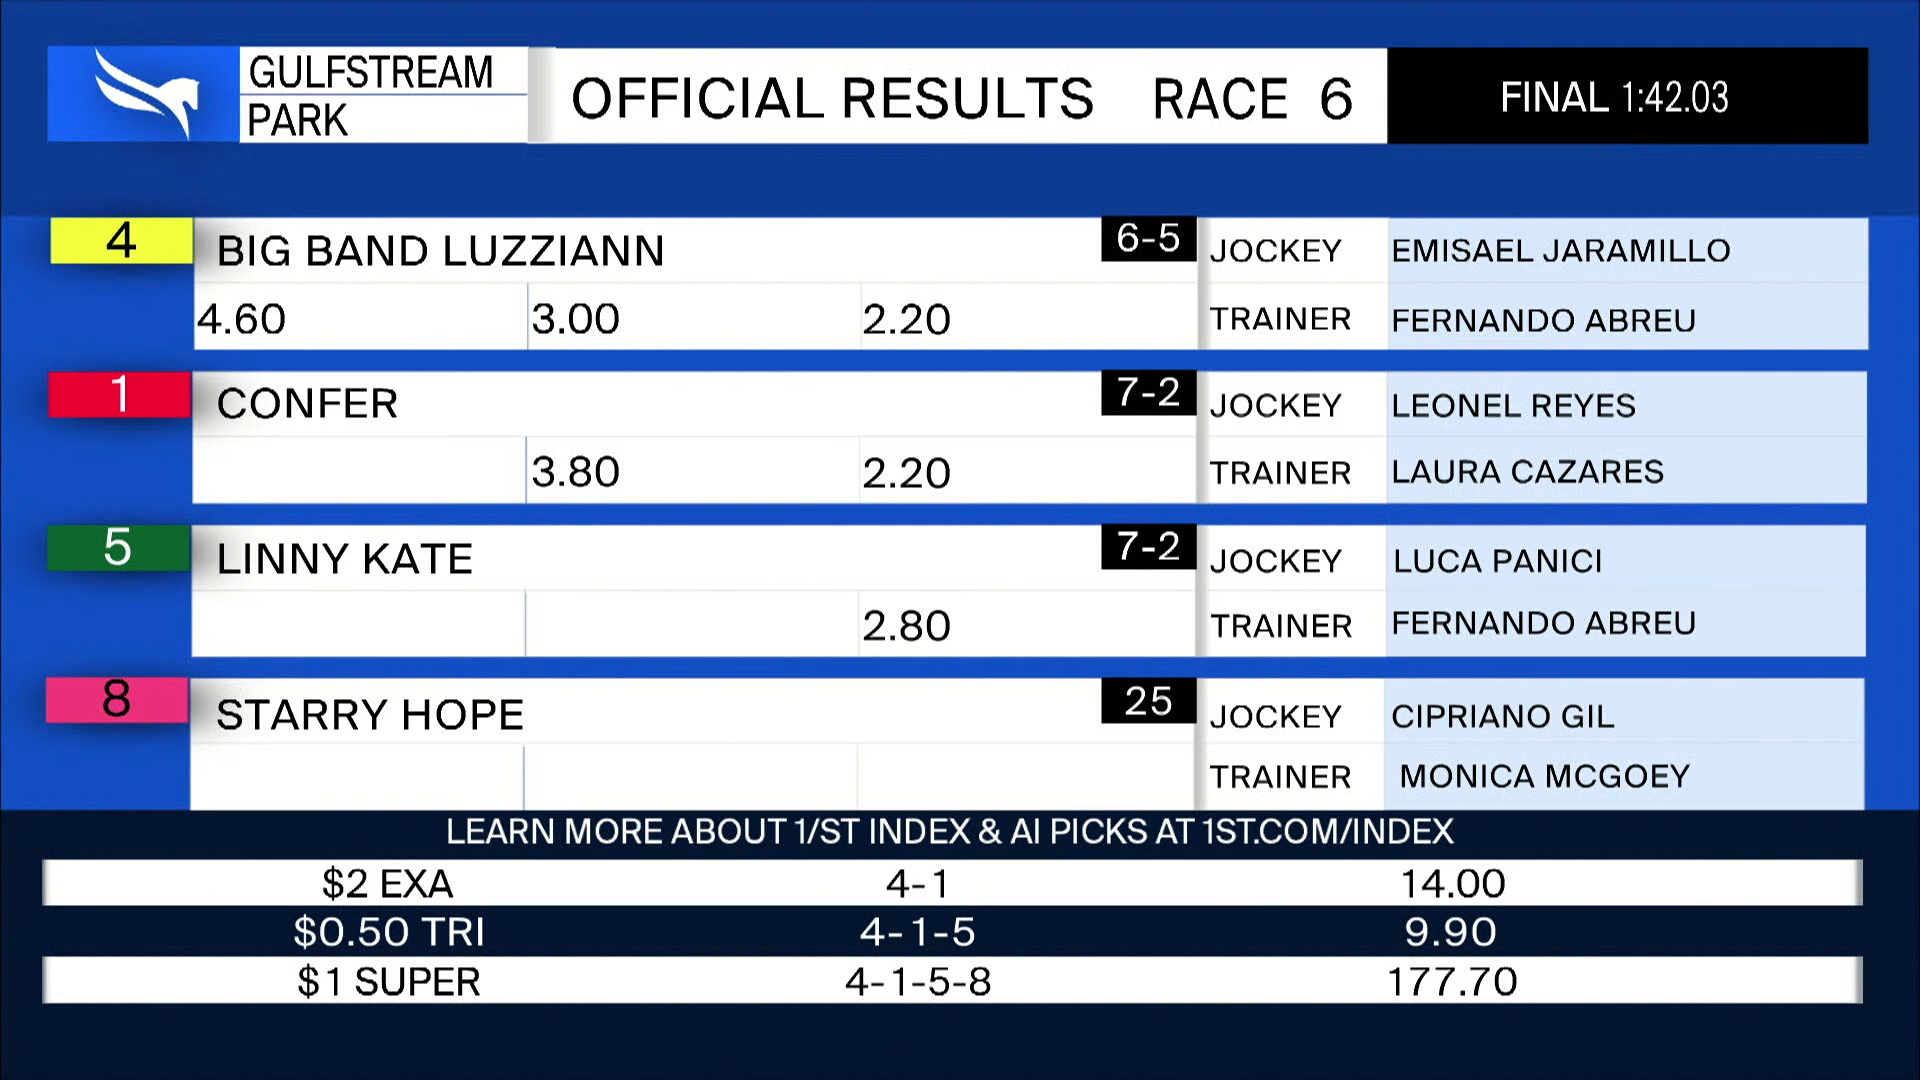 GULFSTREAM
PARK
OFFICIAL RESULTS RACE 6
FINAL 1:42.03
4 BIG BAND LUZZIANN 6-5 JOCKEY EMISAEL JARAMILLO
4.60 3.00 2.20 TRAINER FERNANDO ABREU
1 CONFER 7-2 JOCKEY LEONEL REYES
3.80 2.20 TRAINER LAURA CAZARES
5 LINNY KATE 7-2 JOCKEY LUCA PANICI
2.80 TRAINER FERNANDO ABREU
8 STARRY HOPE 25 JOCKEY CIPRIANO GIL
TRAINER MONICA MCGOEY
LEARN MORE ABOUT 1/ST INDEX & AI PICKS AT 1ST.COM/INDEX
$2 EXA 4-1 14.00
$0.50 TRI 4-1-5 9.90
$1 SUPER 4-1-5-8 177.70